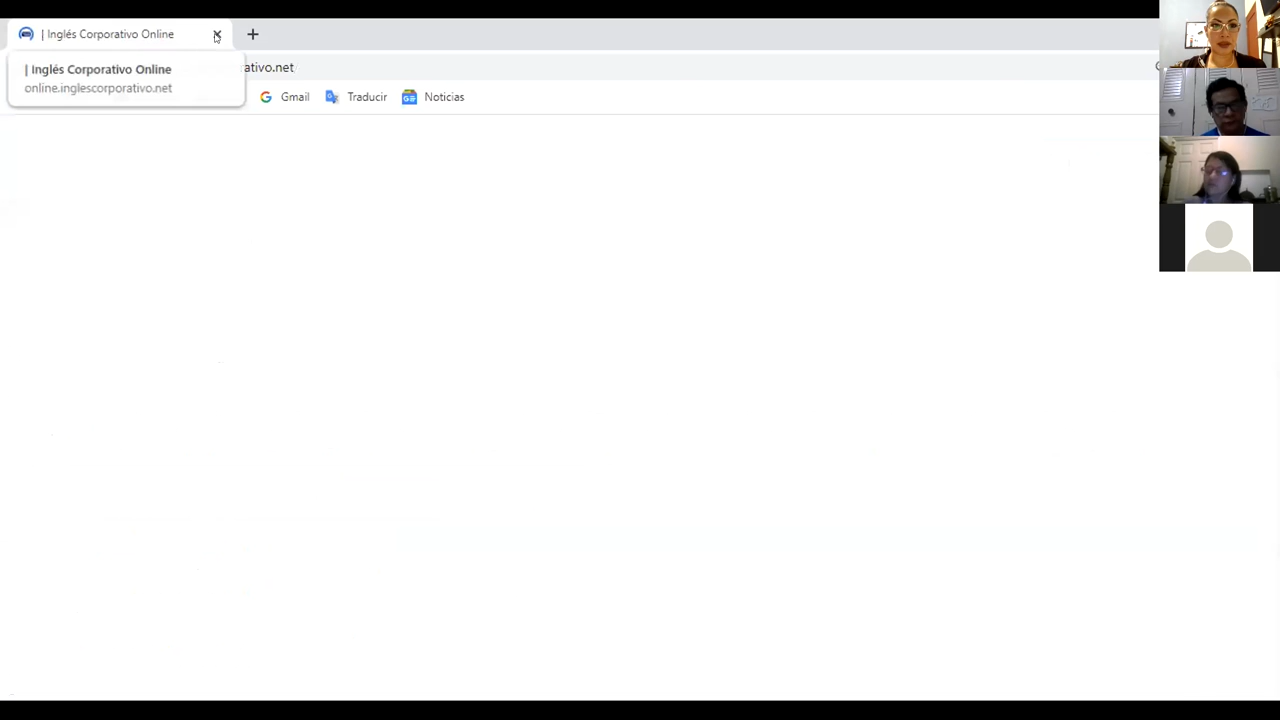 | Inglés Corporativo Online
| Inglés Corporativo Online
online.inglescorporativo.net
ativo.net
Gmail
Traducir
Noticias